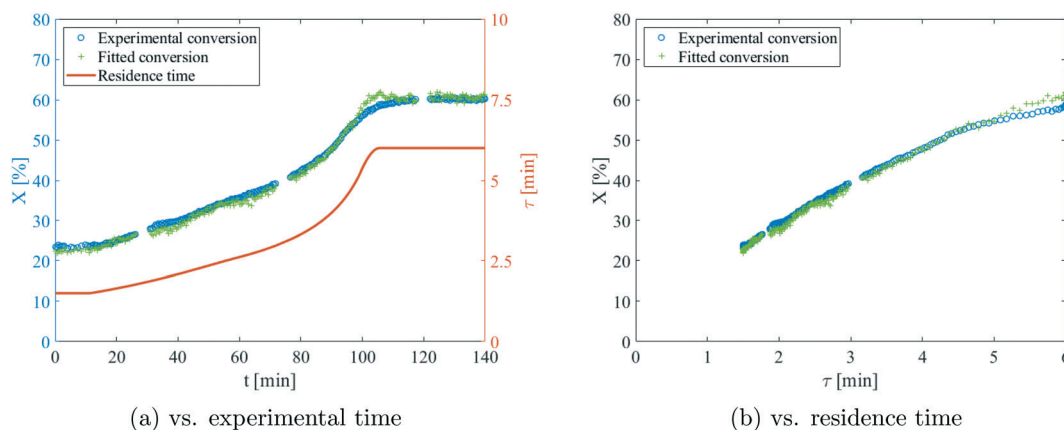 80
70
60
50
40
30
20
10
0
X [%]
Experimental conversion
Fitted conversion
Residence time
10
7.5
5
2.5
0
τ [min]
0 20 40 60 80 100 120 140
t [min]
(a) vs. experimental time
80
70
60
50
40
30
20
10
0
X [%]
Experimental conversion
Fitted conversion
0 1 2 3 4 5 6
τ [min]
(b) vs. residence time